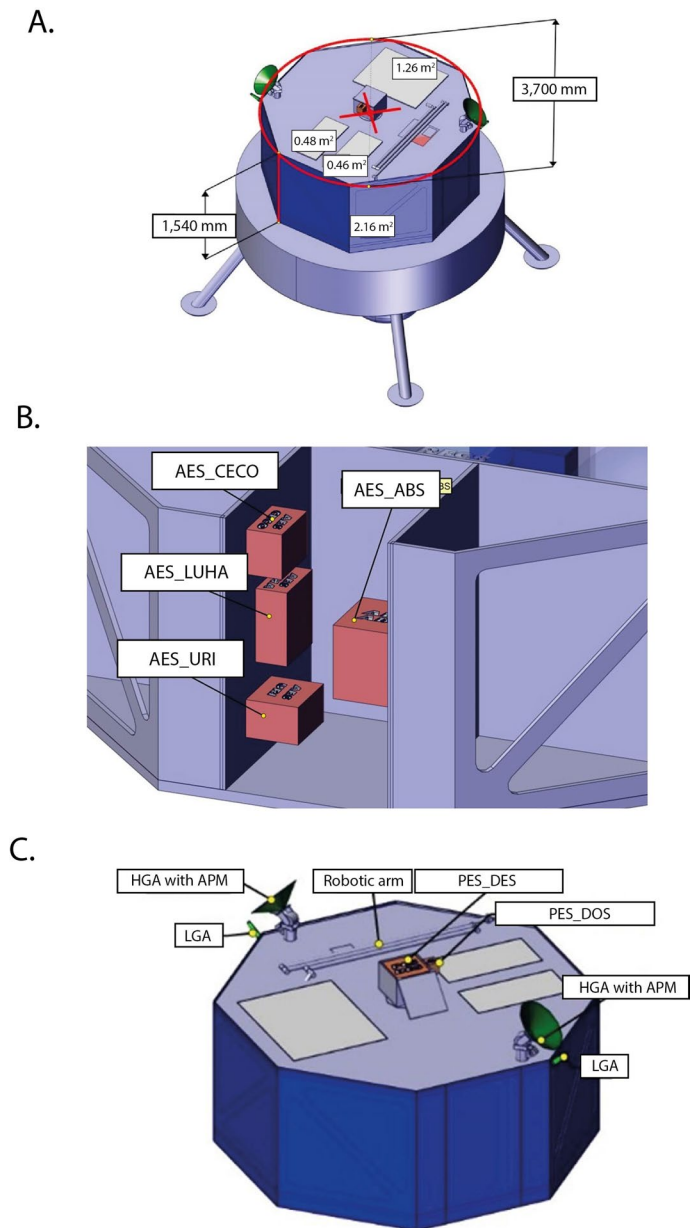 A.
1.26 m²
3,700 mm
0.48 m²
0.46 m²
1,540 mm
2.16 m²
B.
AES_CECO
AES_ABS
BS
AES_LUHA
AES_URI
C.
HGA with APM
Robotic arm
PES_DES
PES_DOS
LGA
HGA with APM
LGA